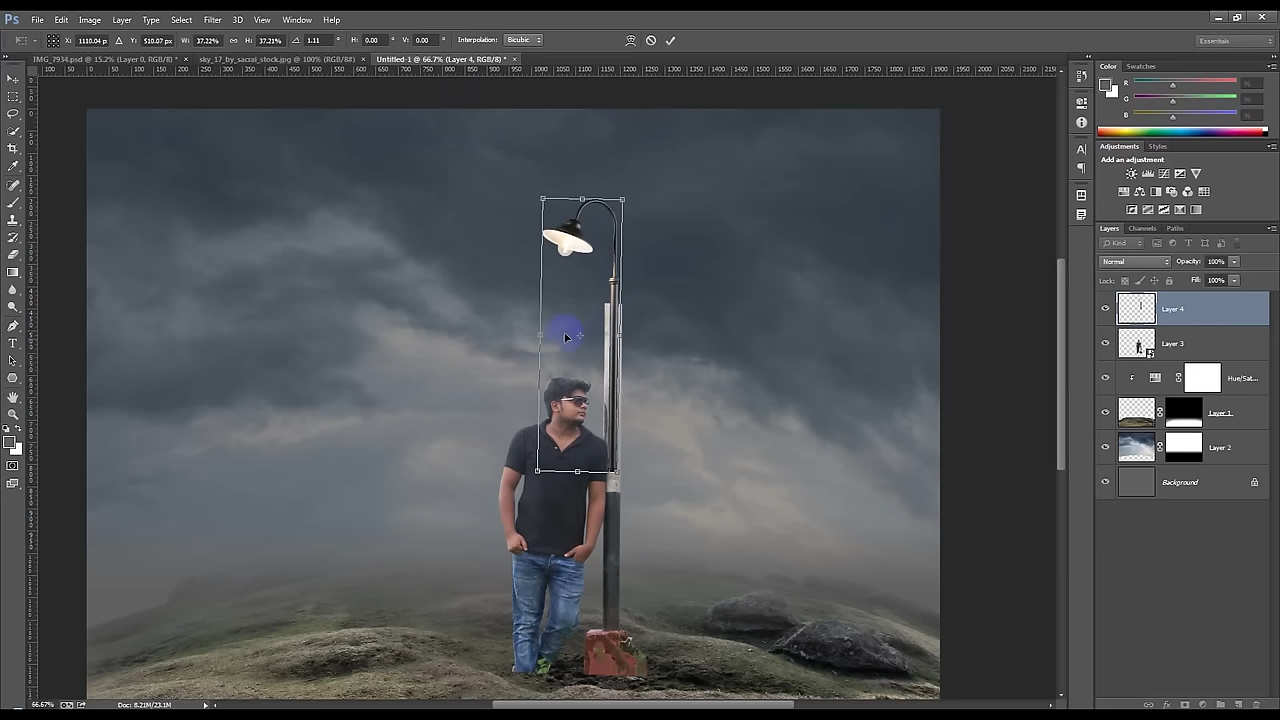 Ps File Edit Image Layer Type Select Filter 3D View Window Help
X: 1110.04 p Y: 510.07 px W: 37.22% H: 37.21% 1.11 ° H: 0.00 ° V: 0.00 ° Interpolation: Bicubic Essentials
IMG_7934.psd @ 15.2% (Layer 0, RGB/8) * × sky_17_by_sacral_stock.jpg @ 100% (RGB/8#) × Untitled-1 @ 66.7% (Layer 4, RGB/8) * ×
Color Swatches
R
G
B
Adjustments Styles
Add an adjustment
Layers Channels Paths
Kind
Normal Opacity: 100%
Lock: Fill: 100%
Layer 4
Layer 3
Hue/Sat...
Layer 1
Layer 2
Background
66.67% Doc: 8.21M/23.1M